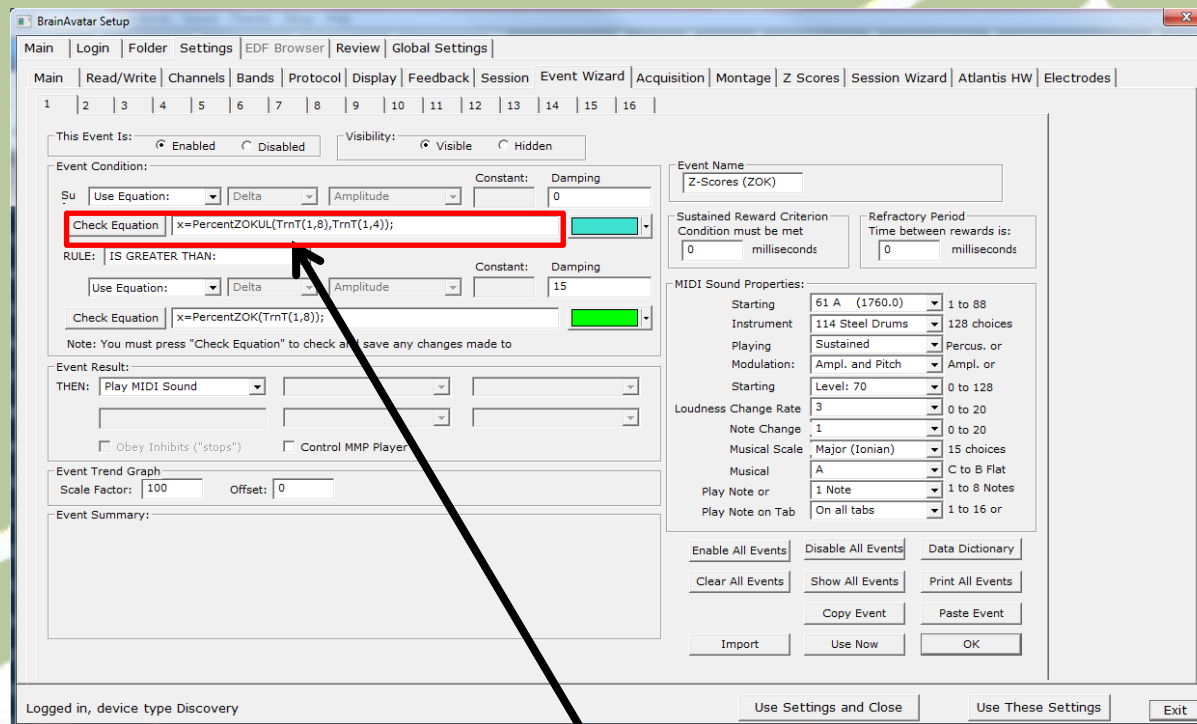 BrainAvatar Setup
Main Login Folder Settings EDF Browser Review Global Settings
Main Read/Write Channels Bands Protocol Display Feedback Session Event Wizard Acquisition Montage Z Scores Session Wizard Atlantis HW Electrodes
1 2 3 4 5 6 7 8 9 10 11 12 13 14 15 16
This Event Is: Enabled Disabled Visibility: Visible Hidden
Event Condition:
Constant: Damping
Su Use Equation: Delta Amplitude 0
Check Equation x=PercentZOKUL(TrnT(1,8),TrnT(1,4));
RULE: IS GREATER THAN:
Constant: Damping
Use Equation: Delta Amplitude 15
Check Equation x=PercentZOK(TrnT(1,8));
Note: You must press "Check Equation" to check and save any changes made to
Event Result:
THEN: Play MIDI Sound
Obey Inhibits ("stops") Control MMP Player
Event Trend Graph
Scale Factor: 100 Offset: 0
Event Summary:
Event Name
Z-Scores (ZOK)
Sustained Reward Criterion
Condition must be met
0 milliseconds
Refractory Period
Time between rewards is:
0 milliseconds
MIDI Sound Properties:
Starting 61 A (1760.0) 1 to 88
Instrument 114 Steel Drums 128 choices
Playing Sustained Percus. or
Modulation: Ampl. and Pitch Ampl. or
Starting Level: 70 0 to 128
Loudness Change Rate 3 0 to 20
Note Change 1 0 to 20
Musical Scale Major (Ionian) 15 choices
Musical A C to B Flat
Play Note or 1 Note 1 to 8 Notes
Play Note on Tab On all tabs 1 to 16 or
Enable All Events Disable All Events Data Dictionary
Clear All Events Show All Events Print All Events
Copy Event Paste Event
Import Use Now OK
Logged in, device type Discovery Use Settings and Close Use These Settings Exit